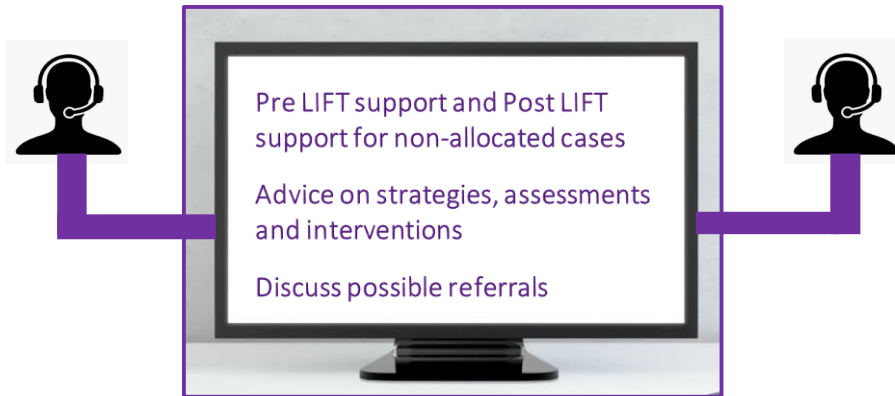 Pre LIFT support and Post LIFT
support for non-allocated cases
Advice on strategies, assessments
and interventions
Discuss possible referrals